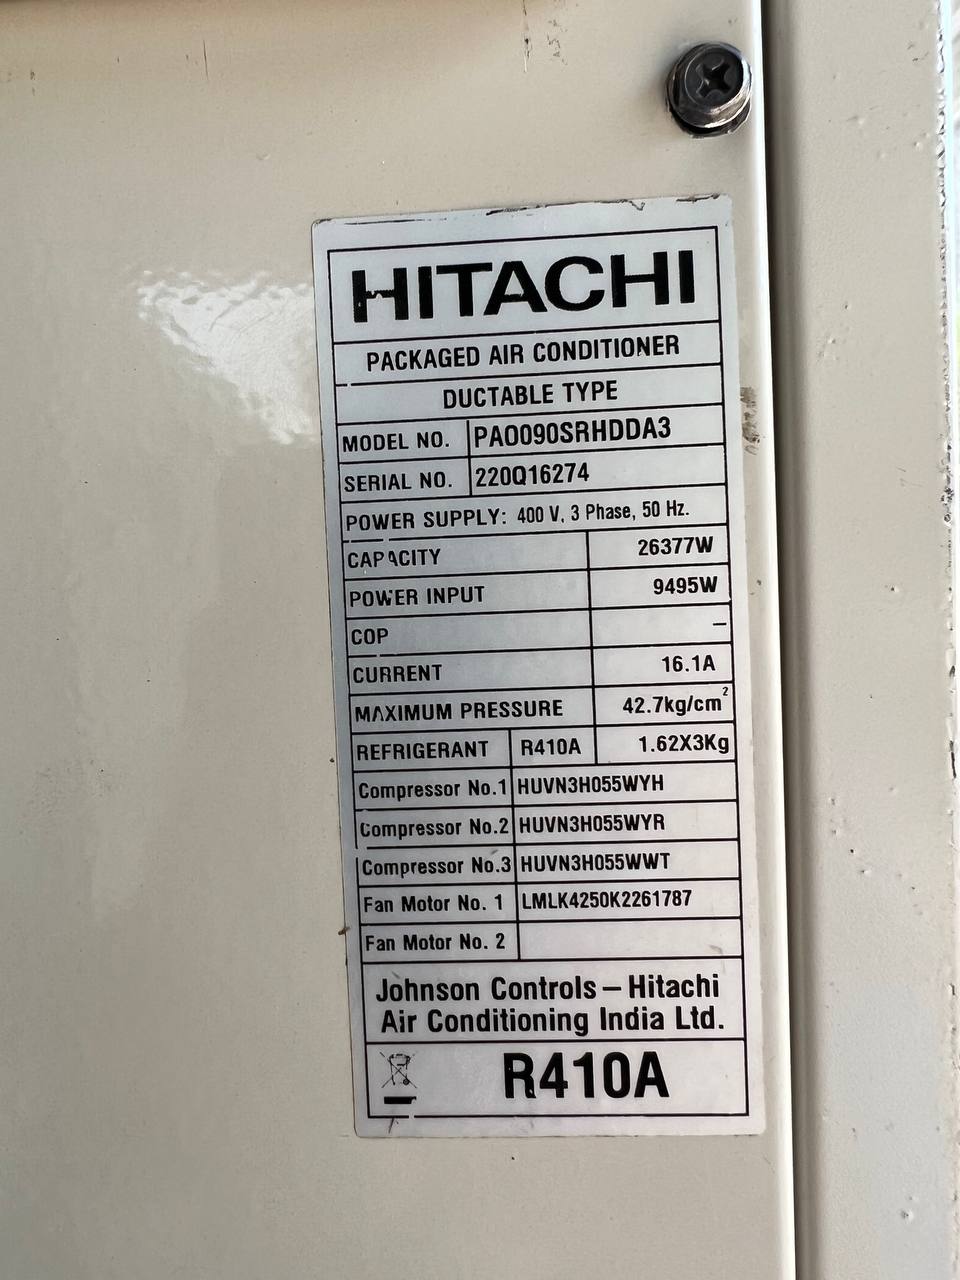 HITACHI
PACKAGED AIR CONDITIONER
DUCTABLE TYPE
MODEL NO. PAO090SRHDDA3
SERIAL NO. 220Q16274
POWER SUPPLY: 400 V, 3 Phase, 50 Hz.
CAPACITY 26377W
POWER INPUT 9495W
COP –
CURRENT 16.1A
MAXIMUM PRESSURE 42.7kg/cm²
REFRIGERANT R410A 1.62X3Kg
Compressor No.1 HUVN3H055WYH
Compressor No.2 HUVN3H055WYR
Compressor No.3 HUVN3H055WWT
Fan Motor No. 1 LMLK4250K2261787
Fan Motor No. 2
Johnson Controls – Hitachi
Air Conditioning India Ltd.
R410A